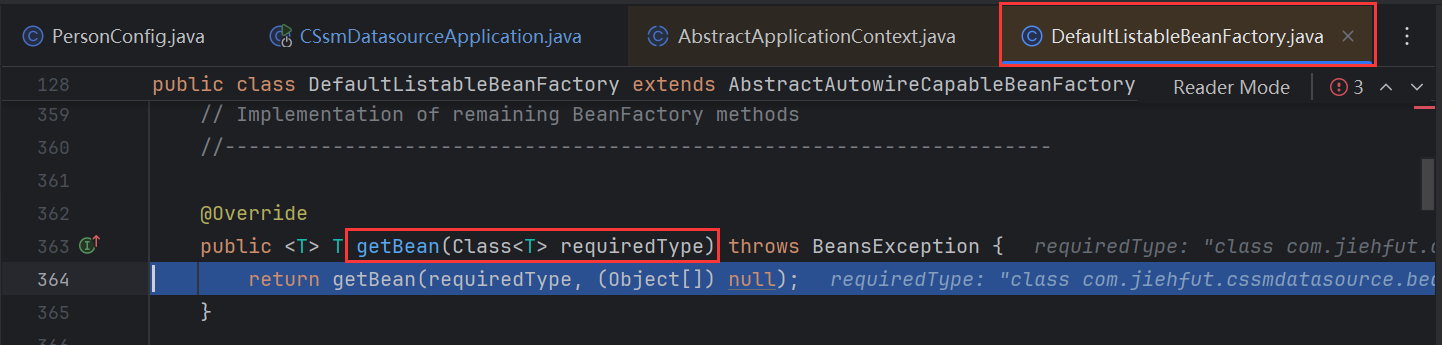 PersonConfig.java CSsmDatasourceApplication.java AbstractApplicationContext.java DefaultListableBeanFactory.java
128 public class DefaultListableBeanFactory extends AbstractAutowireCapableBeanFactory Reader Mode 3
359 // Implementation of remaining BeanFactory methods
360 //---------------------------------------------------------------------
361
362 @Override
363 public <T> T getBean(Class<T> requiredType) throws BeansException { requiredType: "class com.jiehfut.c
364 return getBean(requiredType, (Object[]) null); requiredType: "class com.jiehfut.cssmdatasource.bea
365 }
366